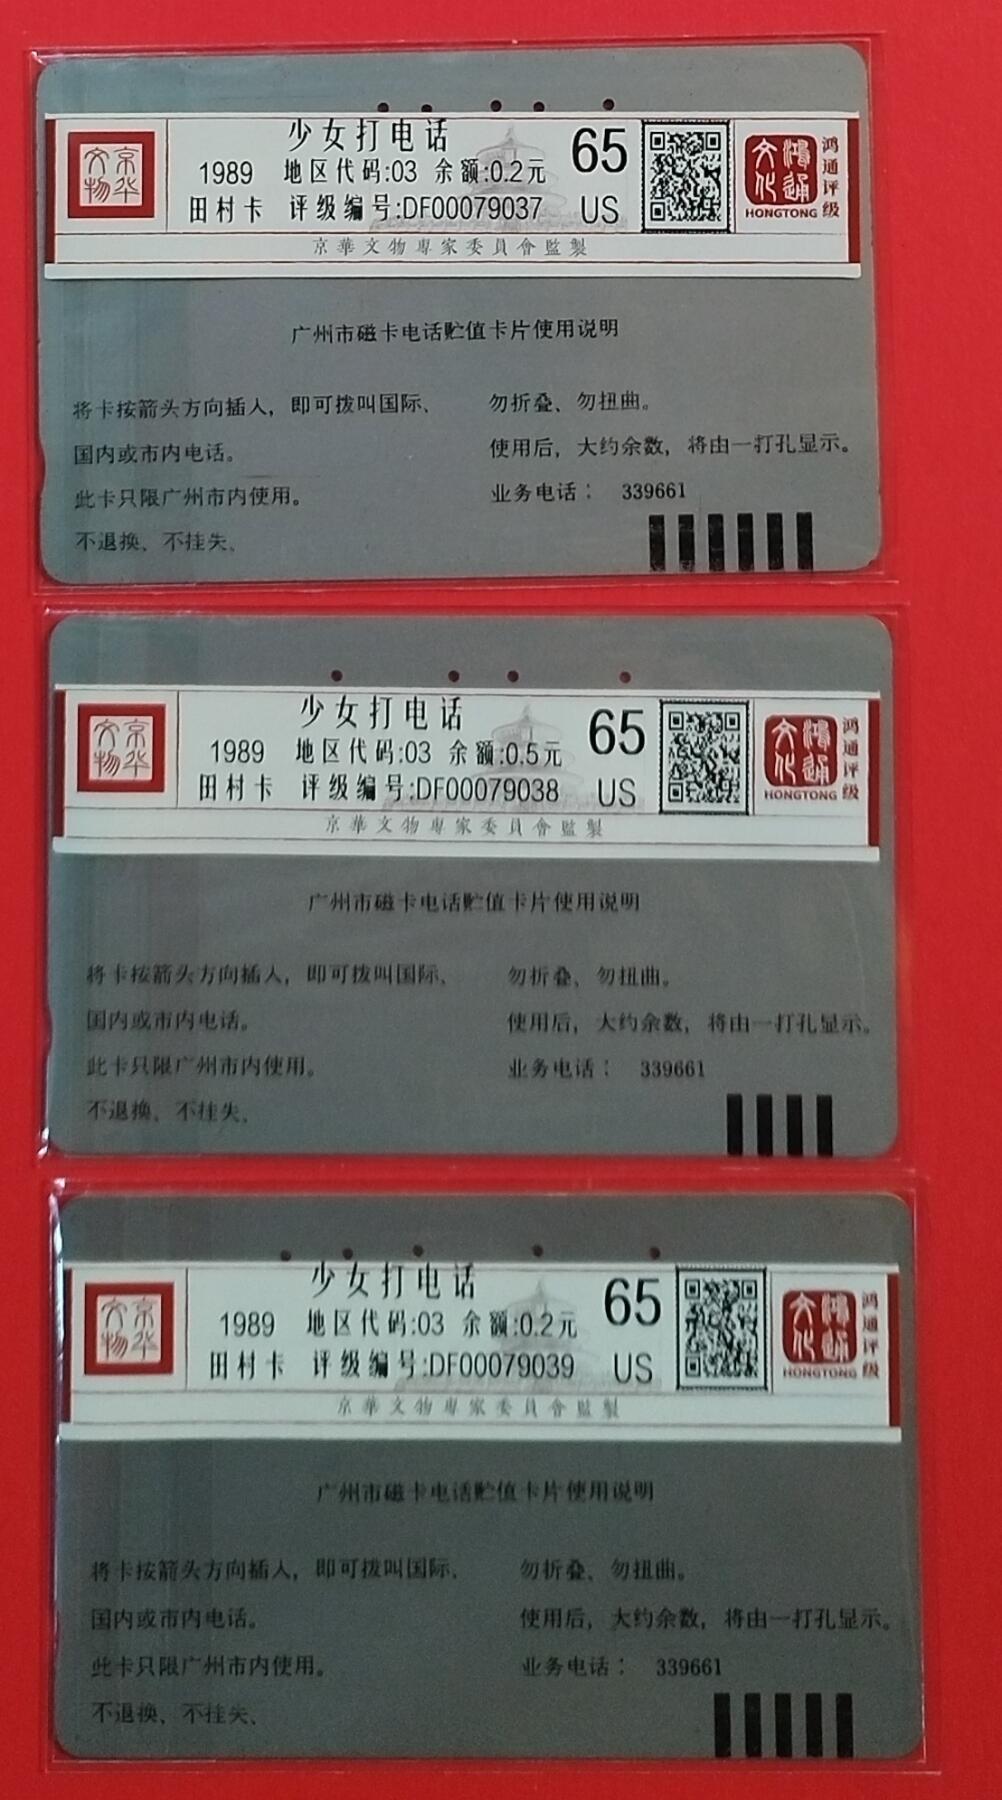 京华
文物
少女打电话
1989 地区代码:03 余额:0.2元
田村卡 评级编号:DF00079037
65
US
鸿通
文化
HONGTONG
鸿通评级
京華文物專家委員會監製
广州市磁卡电话贮值卡片使用说明
将卡按箭头方向插人，即可拨叫国际、
国内或市内电话。
此卡只限广州市内使用。
不退换、不挂失、
勿折叠、勿扭曲。
使用后，大约余数，将由一打孔显示。
业务电话： 339661
京华
文物
少女打电话
1989 地区代码:03 余额:0.5元
田村卡 评级编号:DF00079038
65
US
鸿通
文化
HONGTONG
鸿通评级
京華文物專家委員會監製
广州市磁卡电话贮值卡片使用说明
将卡按箭头方向插人，即可拨叫国际、
国内或市内电话。
此卡只限广州市内使用。
不退换、不挂失、
勿折叠、勿扭曲。
使用后，大约余数，将由一打孔显示。
业务电话： 339661
京华
文物
少女打电话
1989 地区代码:03 余额:0.2元
田村卡 评级编号:DF00079039
65
US
鸿通
文化
HONGTONG
鸿通评级
京華文物專家委員會監製
广州市磁卡电话贮值卡片使用说明
将卡按箭头方向插人，即可拨叫国际、
国内或市内电话。
此卡只限广州市内使用。
不退换、不挂失、
勿折叠、勿扭曲。
使用后，大约余数，将由一打孔显示。
业务电话： 339661